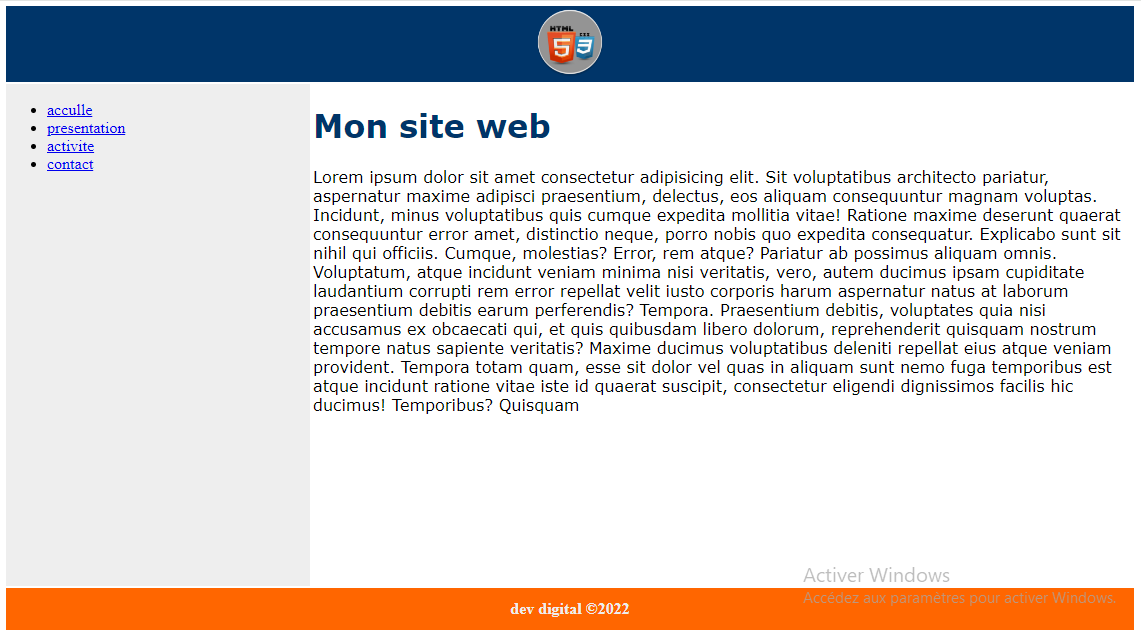 HTML CSS
5 3
acculle
presentation
activite
contact
Mon site web
Lorem ipsum dolor sit amet consectetur adipisicing elit. Sit voluptatibus architecto pariatur,
aspernatur maxime adipisci praesentium, delectus, eos aliquam consequuntur magnam voluptas.
Incidunt, minus voluptatibus quis cumque expedita mollitia vitae! Ratione maxime deserunt quaerat
consequuntur error amet, distinctio neque, porro nobis quo expedita consequatur. Explicabo sunt sit
nihil qui officiis. Cumque, molestias? Error, rem atque? Pariatur ab possimus aliquam omnis.
Voluptatum, atque incidunt veniam minima nisi veritatis, vero, autem ducimus ipsam cupiditate
laudantium corrupti rem error repellat velit iusto corporis harum aspernatur natus at laborum
praesentium debitis earum perferendis? Tempora. Praesentium debitis, voluptates quia nisi
accusamus ex obcaecati qui, et quis quibusdam libero dolorum, reprehenderit quisquam nostrum
tempore natus sapiente veritatis? Maxime ducimus voluptatibus deleniti repellat eius atque veniam
provident. Tempora totam quam, esse sit dolor vel quas in aliquam sunt nemo fuga temporibus est
atque incidunt ratione vitae iste id quaerat suscipit, consectetur eligendi dignissimos facilis hic
ducimus! Temporibus? Quisquam
Activer Windows
Accédez aux paramètres pour activer Windows.
dev digital ©2022